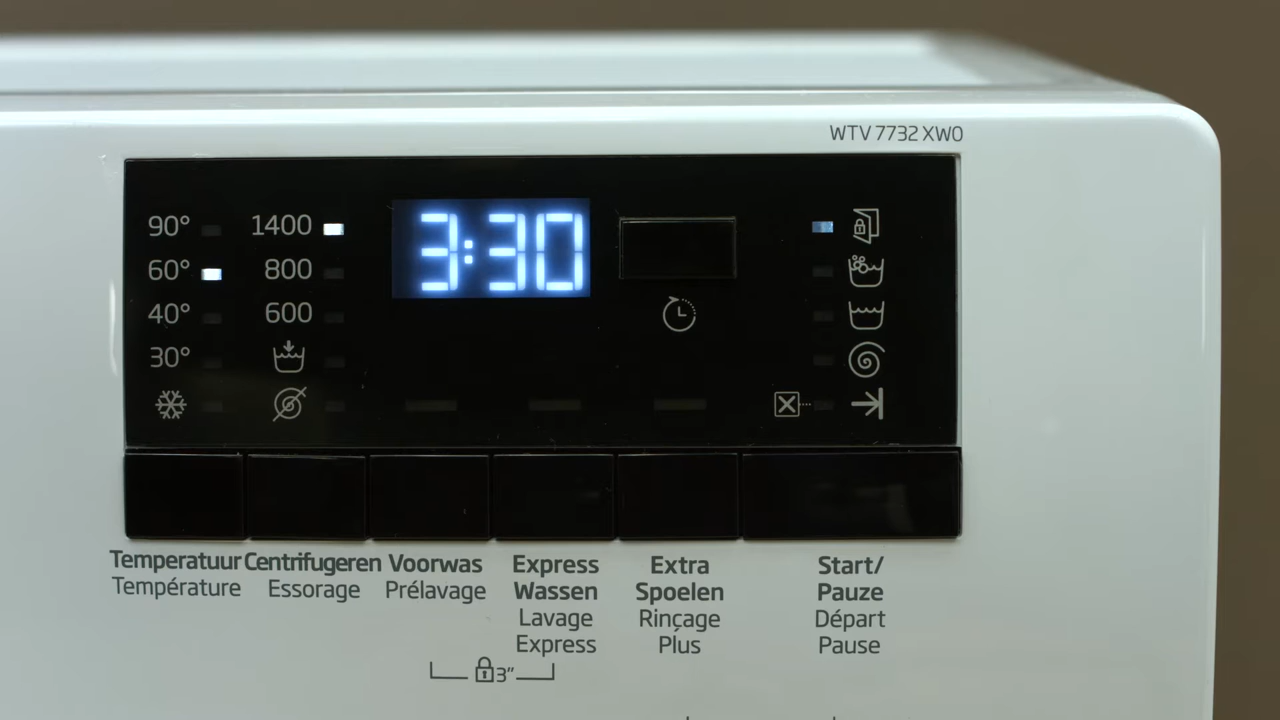 WTV 7732 XW0
90°
60°
40°
30°
1400
800
600
3:30
Temperatuur
Température
Centrifugeren
Essorage
Voorwas
Prélavage
Express
Wassen
Lavage
Express
Extra
Spoelen
Rinçage
Plus
Start/
Pauze
Départ
Pause
3”